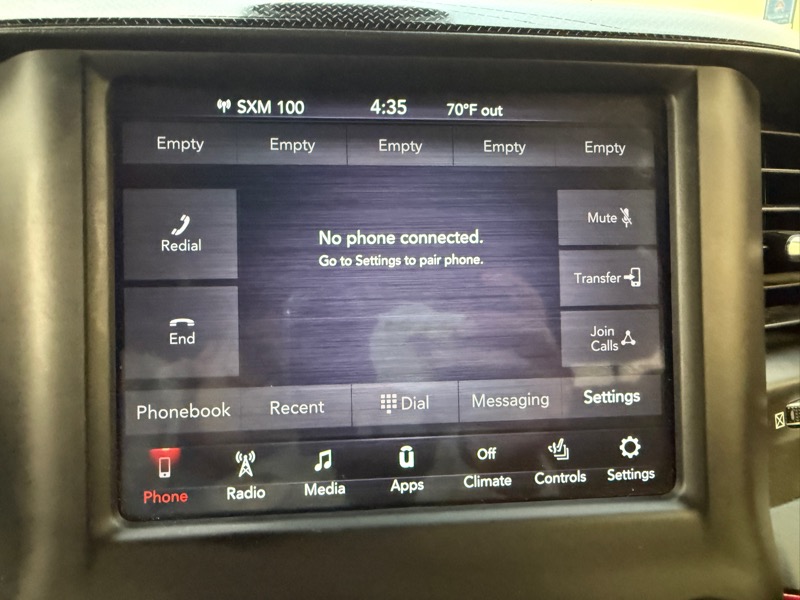 SXM 100 4:35 70°F out
Empty Empty Empty Empty Empty
Redial
No phone connected.
Go to Settings to pair phone.
Mute
Transfer
End
Join
Calls
Phonebook Recent Dial Messaging Settings
Off
Phone Radio Media Apps Climate Controls Settings